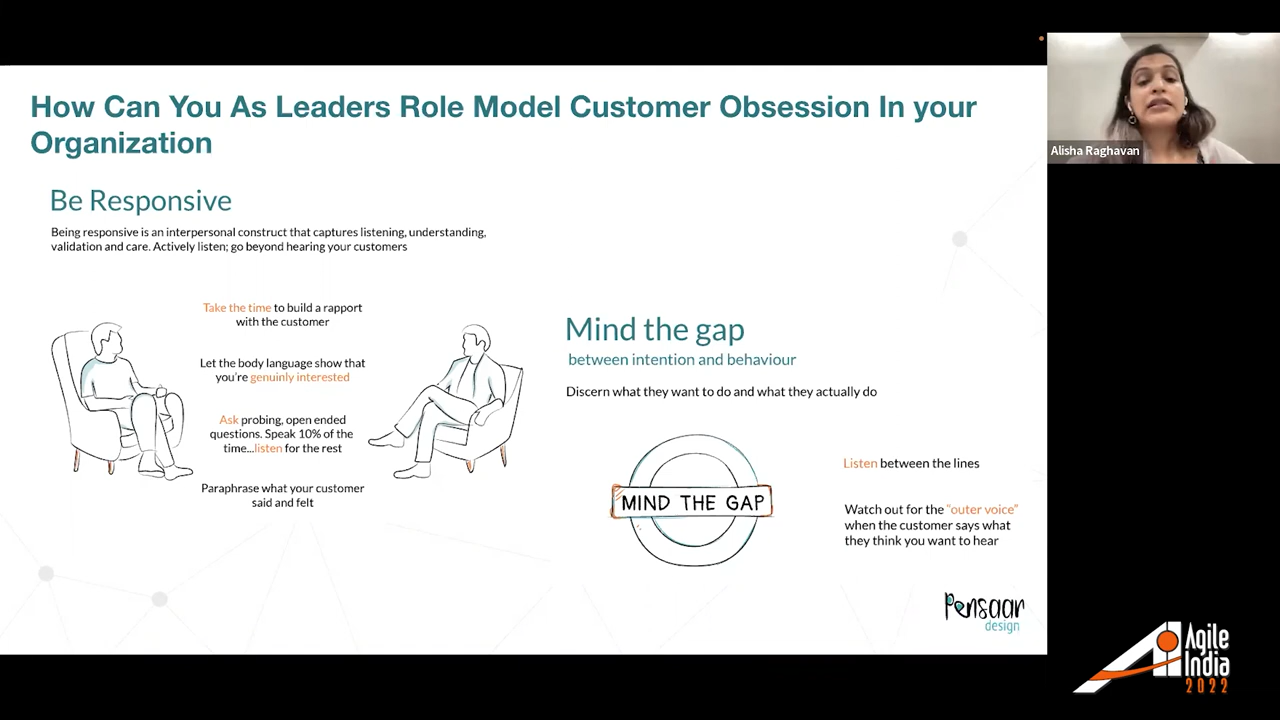 How Can You As Leaders Role Model Customer Obsession In your
Organization
Be Responsive
Being responsive is an interpersonal construct that captures listening, understanding,
validation and care. Actively listen; go beyond hearing your customers
Take the time to build a rapport
with the customer
Let the body language show that
you're genuinly interested
Ask probing, open ended
questions. Speak 10% of the
time...listen for the rest
Paraphrase what your customer
said and felt
Mind the gap
between intention and behaviour
Discern what they want to do and what they actually do
MIND THE GAP
Listen between the lines
Watch out for the "outer voice"
when the customer says what
they think you want to hear
Pensaar
design
Alisha Raghavan
Agile
India
2022